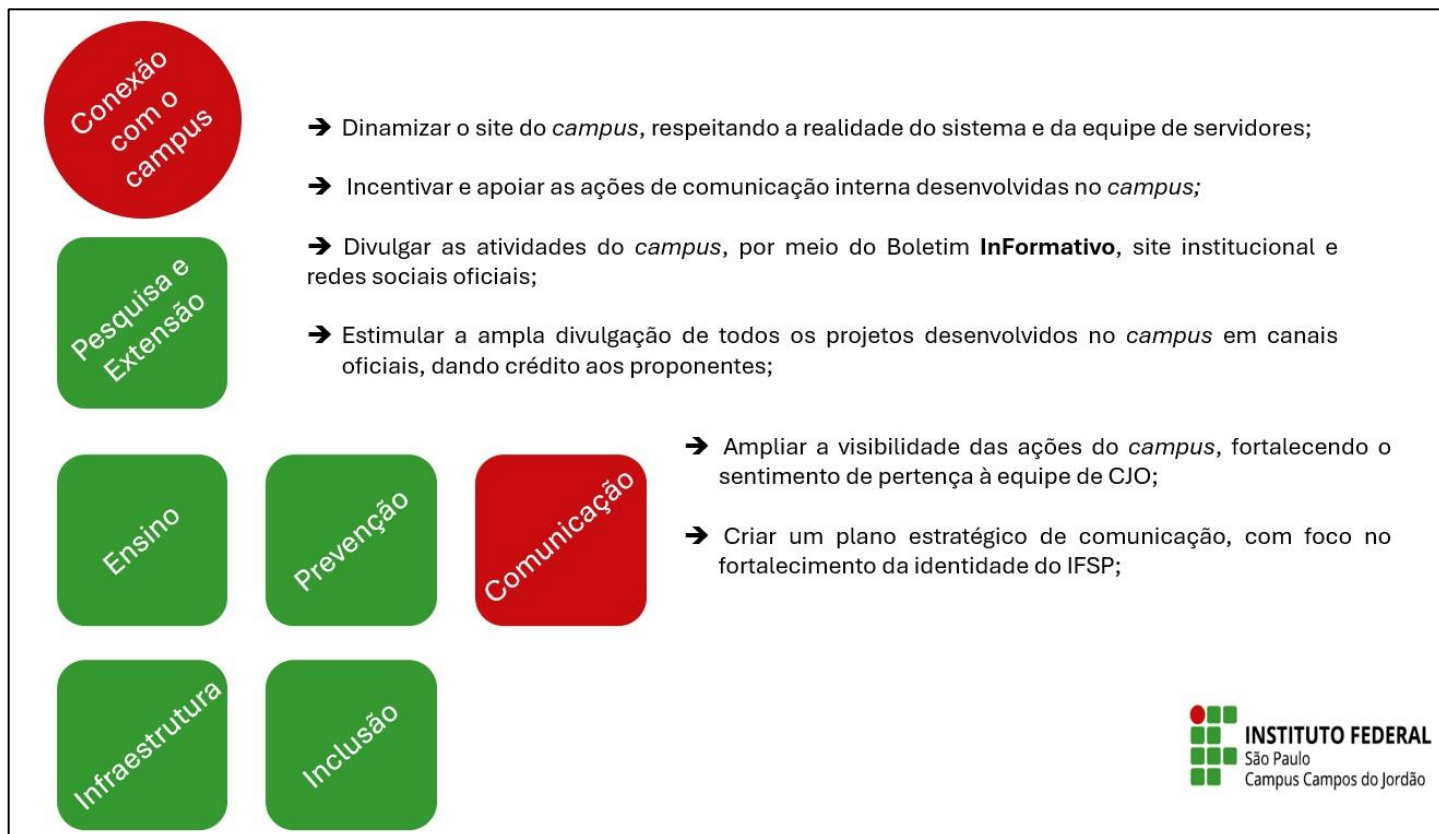 Conexão
com o
campus
➔ Dinamizar o site do campus, respeitando a realidade do sistema e da equipe de servidores;
➔ Incentivar e apoiar as ações de comunicação interna desenvolvidas no campus;
➔ Divulgar as atividades do campus, por meio do Boletim InFormativo, site institucional e
redes sociais oficiais;
➔ Estimular a ampla divulgação de todos os projetos desenvolvidos no campus em canais
oficiais, dando crédito aos proponentes;
Pesquisa e
Extensão
Ensino
Prevenção
Comunicação
➔ Ampliar a visibilidade das ações do campus, fortalecendo o
sentimento de pertença à equipe de CJO;
➔ Criar um plano estratégico de comunicação, com foco no
fortalecimento da identidade do IFSP;
Infraestrutura
Inclusão
INSTITUTO FEDERAL
São Paulo
Campus Campos do Jordão